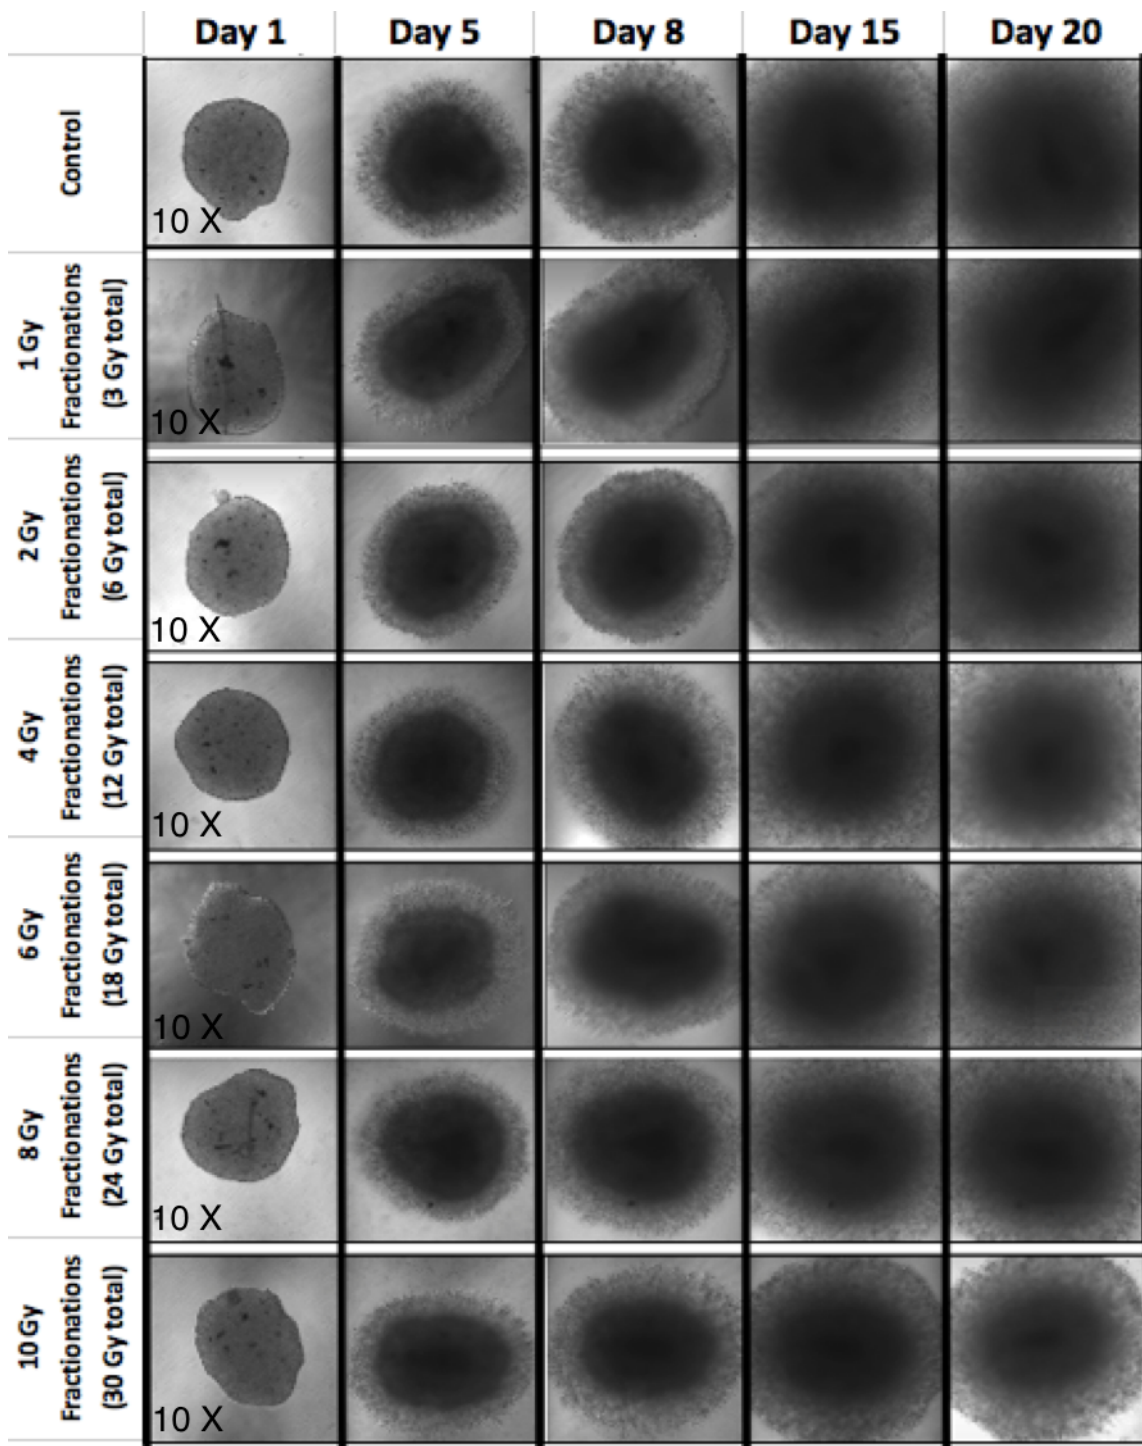 Day 1 Day 5 Day 8 Day 15 Day 20
Control
10 X
1 Gy
Fractionations
(3 Gy total)
10 X
2 Gy
Fractionations
(6 Gy total)
10 X
4 Gy
Fractionations
(12 Gy total)
10 X
6 Gy
Fractionations
(18 Gy total)
10 X
8 Gy
Fractionations
(24 Gy total)
10 X
10 Gy
Fractionations
(30 Gy total)
10 X